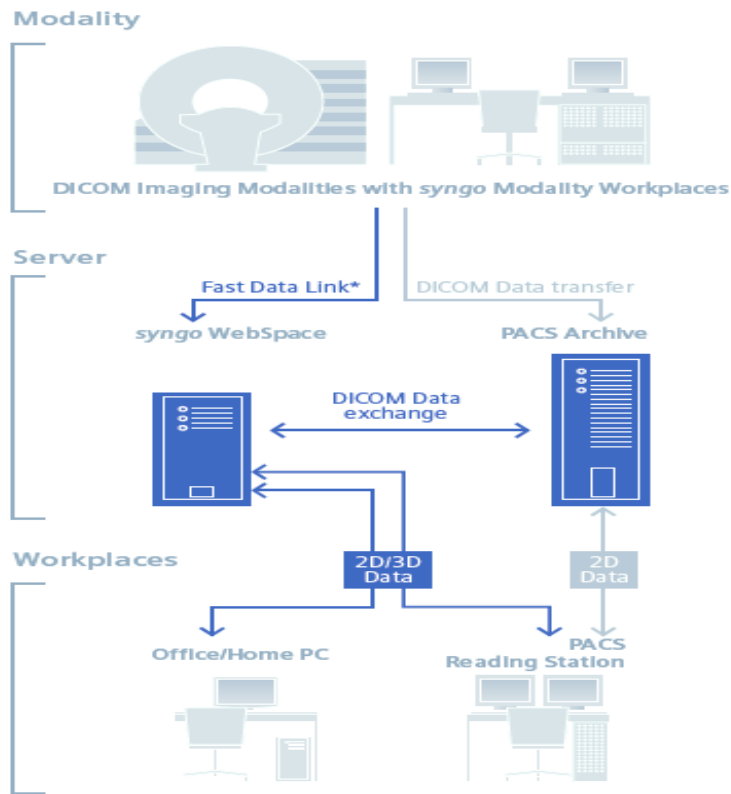 Modality
DICOM Imaging Modalities with syngo Modality Workplaces
Server
Fast Data Link*
DICOM Data transfer
syngo WebSpace
PACS Archive
DICOM Data
exchange
Workplaces
2D/3D
Data
2D
Data
Office/Home PC
PACS
Reading Station